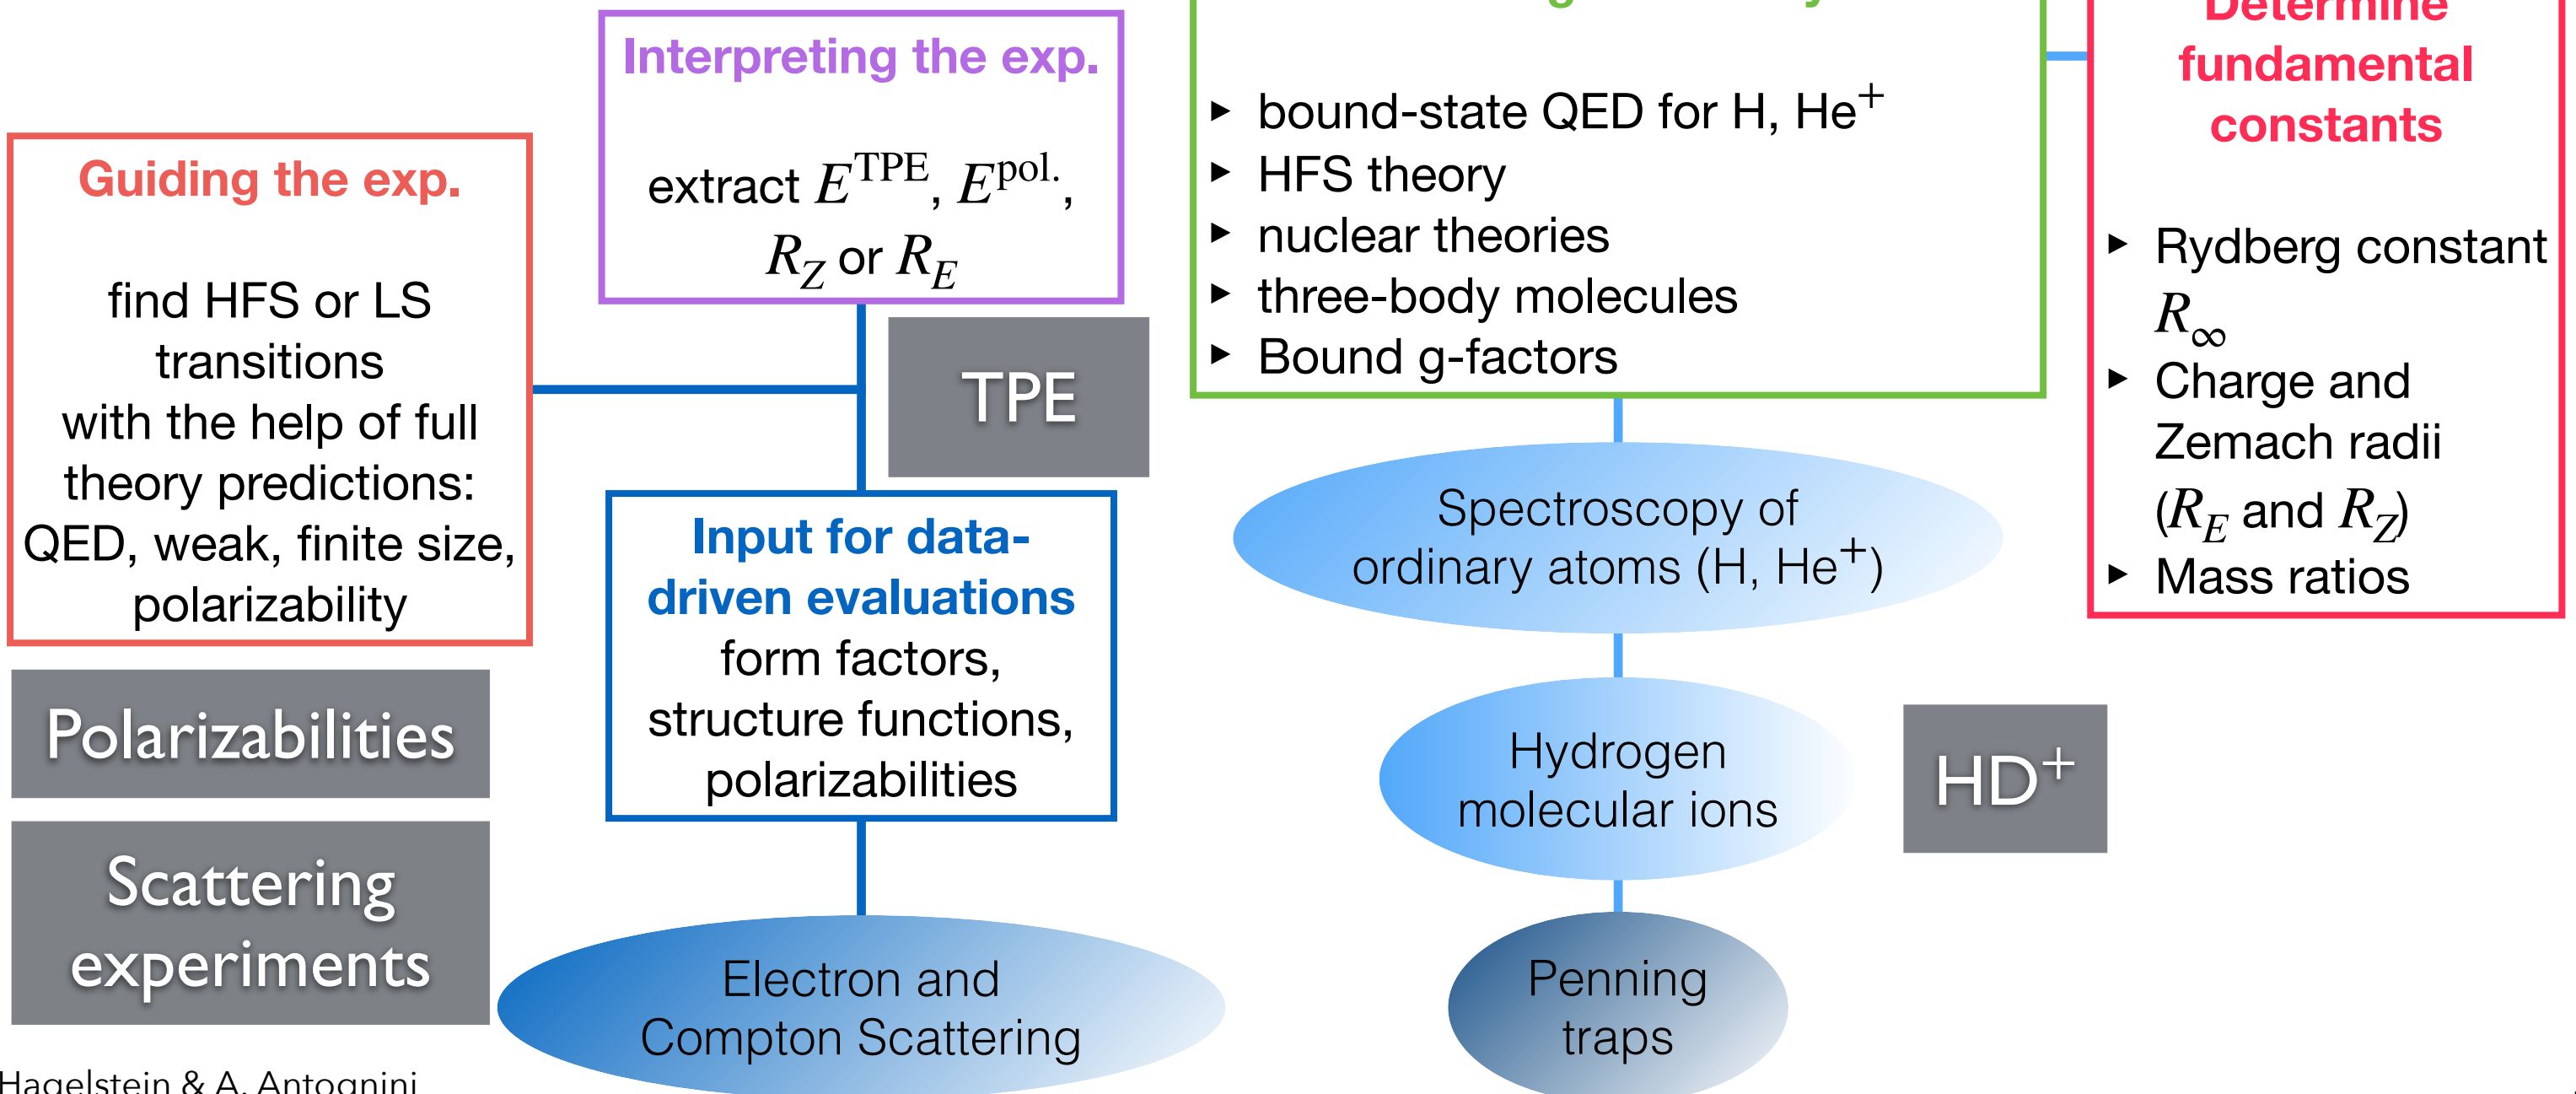 Interpreting the exp.
extract E^TPE, E^pol.,
R_Z or R_E
Guiding the exp.
find HFS or LS
transitions
with the help of full
theory predictions:
QED, weak, finite size,
polarizability
TPE
Input for data-
driven evaluations
form factors,
structure functions,
polarizabilities
Polarizabilities
Scattering
experiments
Electron and
Compton Scattering
▸ bound-state QED for H, He⁺
▸ HFS theory
▸ nuclear theories
▸ three-body molecules
▸ Bound g-factors
Spectroscopy of
ordinary atoms (H, He⁺)
Hydrogen
molecular ions
HD⁺
Penning
traps
Determine
fundamental
constants
▸ Rydberg constant
R_∞
▸ Charge and
Zemach radii
(R_E and R_Z)
▸ Mass ratios
Hagelstein & A. Antognini